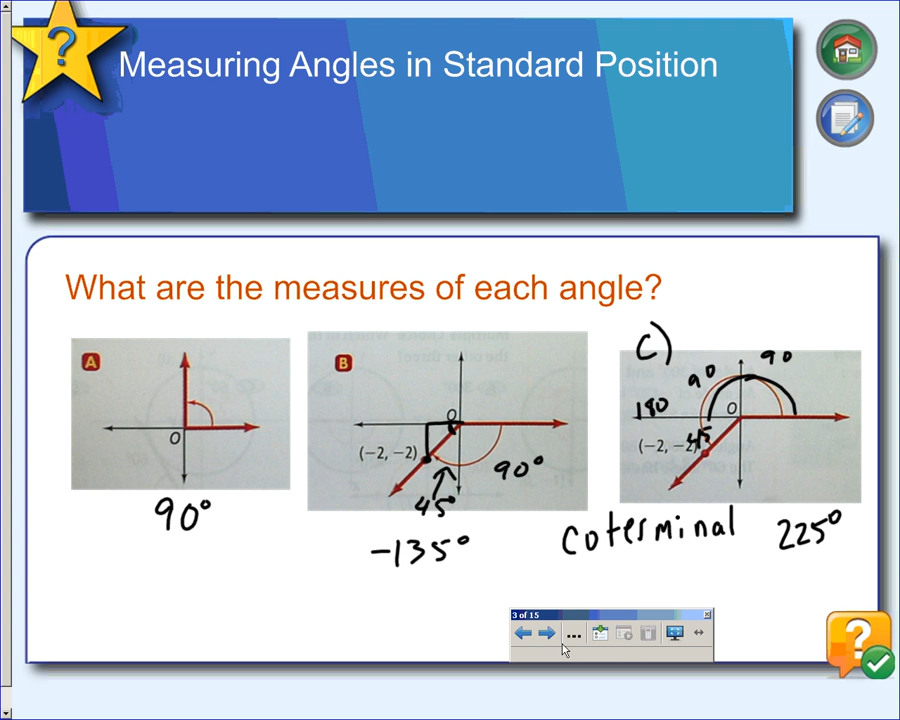 ?
Measuring Angles in Standard Position
What are the measures of each angle?
A
O
90°
B
O
(-2, -2)
90°
45°
-135°
c)
90
90
180
O
(-2, -2)
45
coterminal
225°
3 of 15
...
?